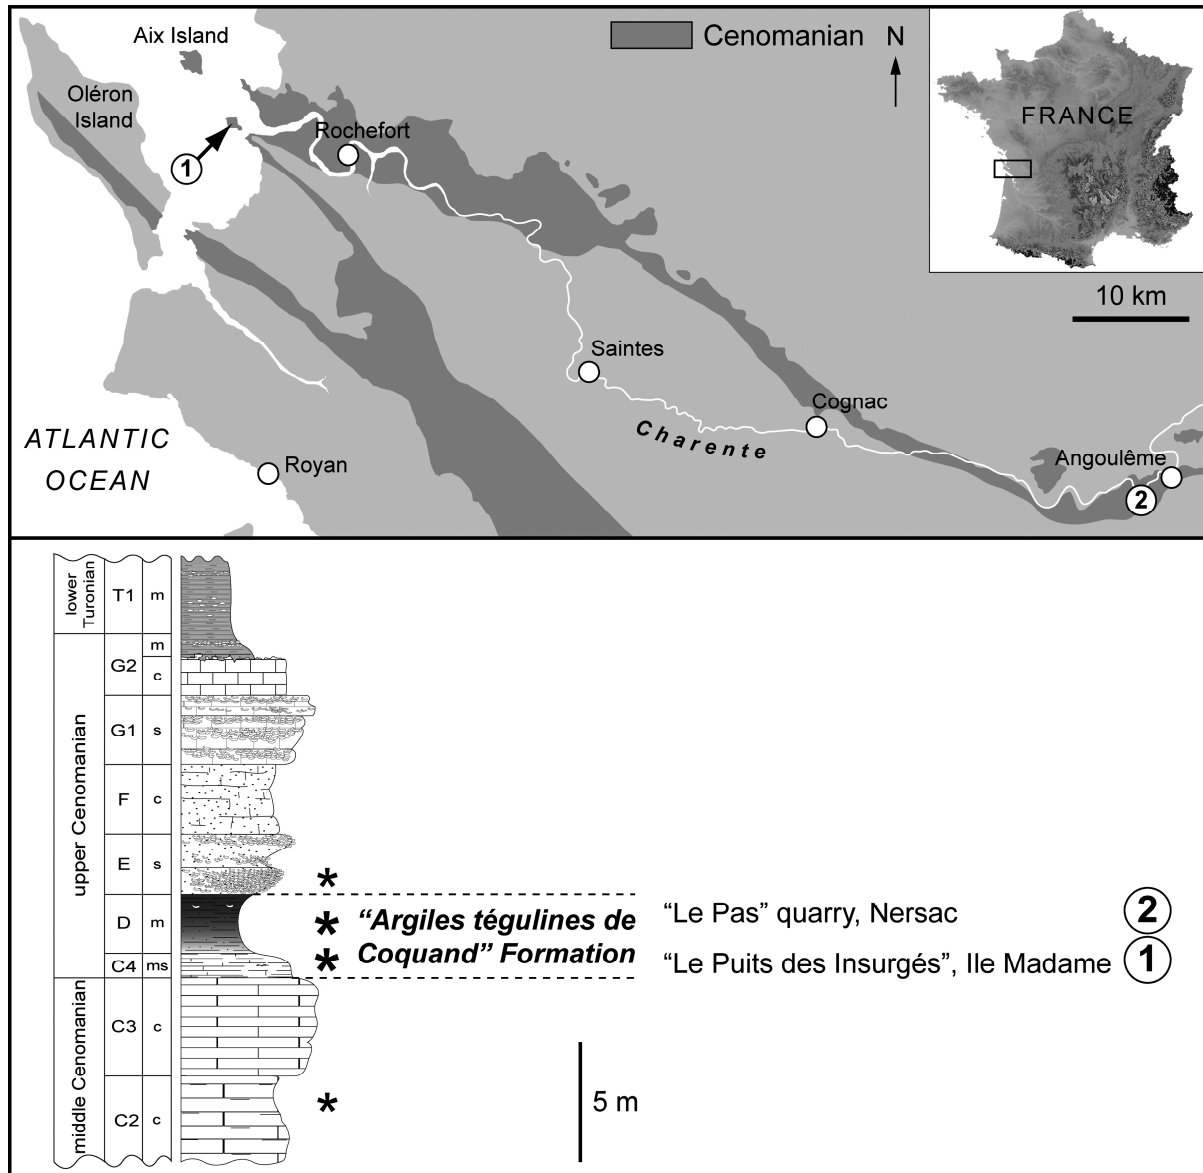 Aix Island
Cenomanian
N
Oléron
Island
FRANCE
1
Rochefort
10 km
Saintes
Cognac
Charente
ATLANTIC
OCEAN
Royan
Angoulême
2
lower
Turonian
T1
m
m
G2
c
upper Cenomanian
G1
s
F
c
E
s
*
D
m
*
“Argiles tégulines de
Coquand” Formation
“Le Pas” quarry, Nersac
2
C4
ms
*
“Le Puits des Insurgés”, Ile Madame
1
middle Cenomanian
C3
c
C2
c
*
5 m